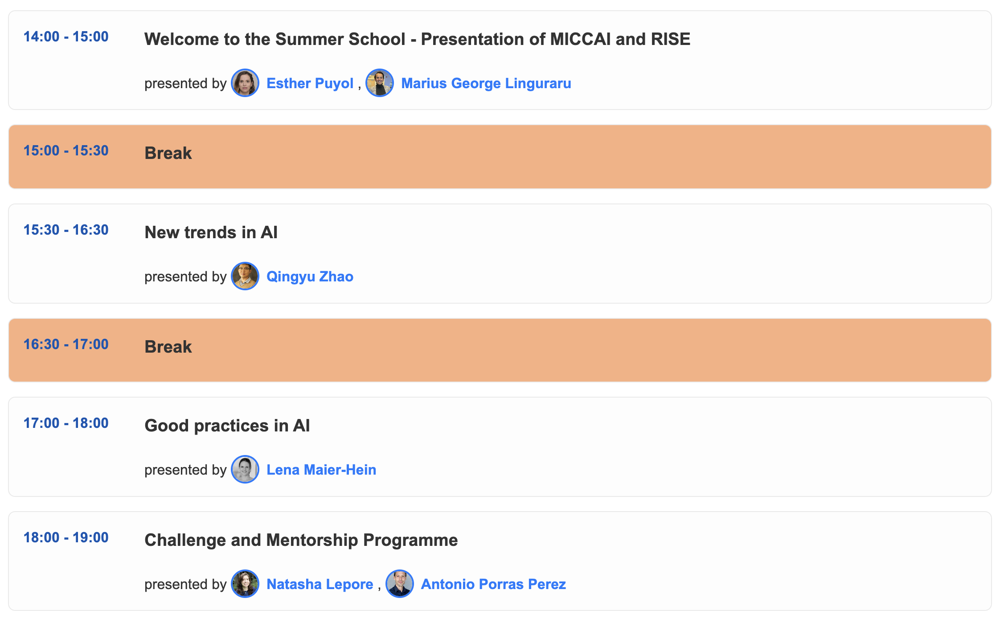 14:00 - 15:00 Welcome to the Summer School - Presentation of MICCAI and RISE
presented by Esther Puyol , Marius George Linguraru
15:00 - 15:30 Break
15:30 - 16:30 New trends in AI
presented by Qingyu Zhao
16:30 - 17:00 Break
17:00 - 18:00 Good practices in AI
presented by Lena Maier-Hein
18:00 - 19:00 Challenge and Mentorship Programme
presented by Natasha Lepore , Antonio Porras Perez